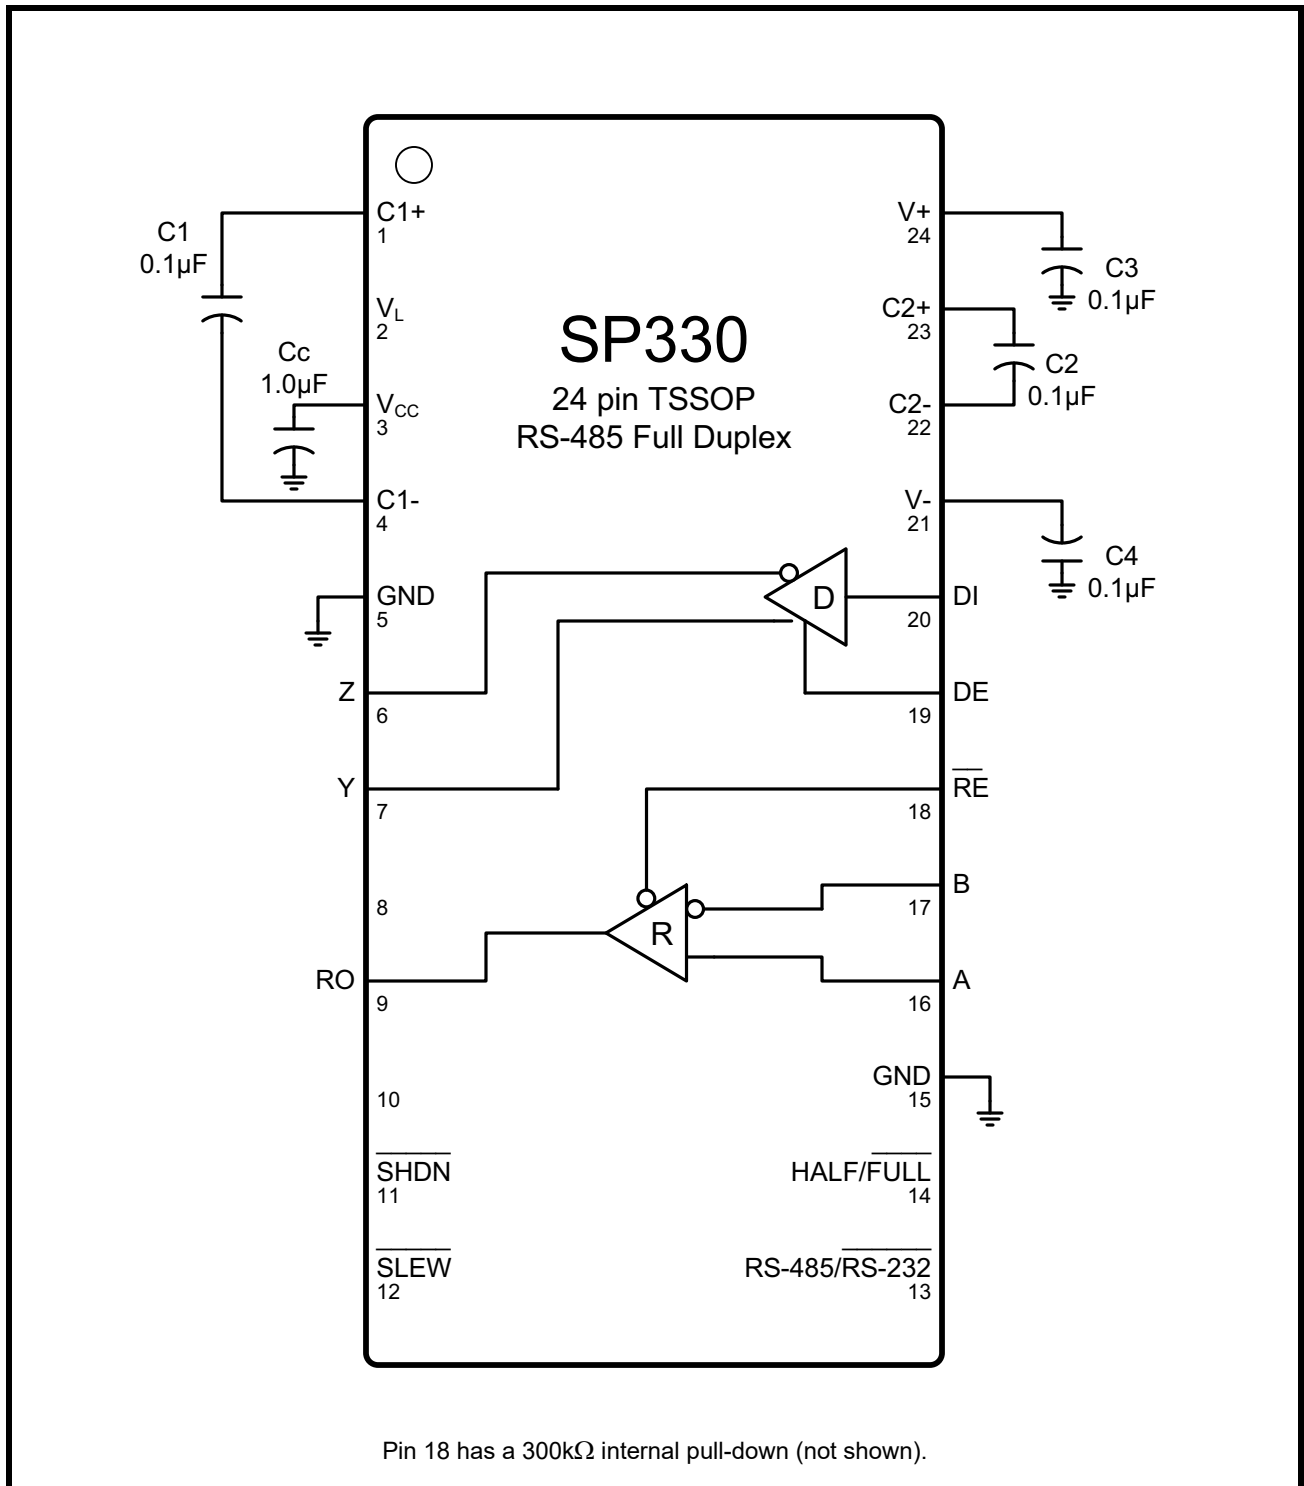 C1
0.1µF
C1+
1
V+
24
C3
0.1µF
VL
2
C2+
23
SP330
24 pin TSSOP
RS-485 Full Duplex
C2
0.1µF
Cc
1.0µF
VCC
3
C2-
22
C1-
4
V-
21
C4
0.1µF
GND
5
D
DI
20
Z
6
DE
19
Y
7
RE
18
8
B
17
R
RO
9
A
16
10
GND
15
SHDN
11
HALF/FULL
14
SLEW
12
RS-485/RS-232
13
Pin 18 has a 300kΩ internal pull-down (not shown).